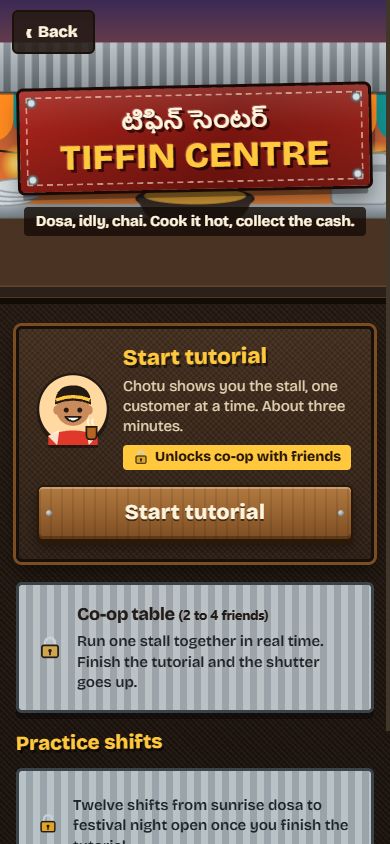 Back
టిఫిన్ సెంటర్
TIFFIN CENTRE
Dosa, idly, chai. Cook it hot, collect the cash.
Start tutorial
Chotu shows you the stall, one
customer at a time. About three
minutes.
Unlocks co-op with friends
Start tutorial
Co-op table (2 to 4 friends)
Run one stall together in real time.
Finish the tutorial and the shutter
goes up.
Practice shifts
Twelve shifts from sunrise dosa to
festival night open once you finish the